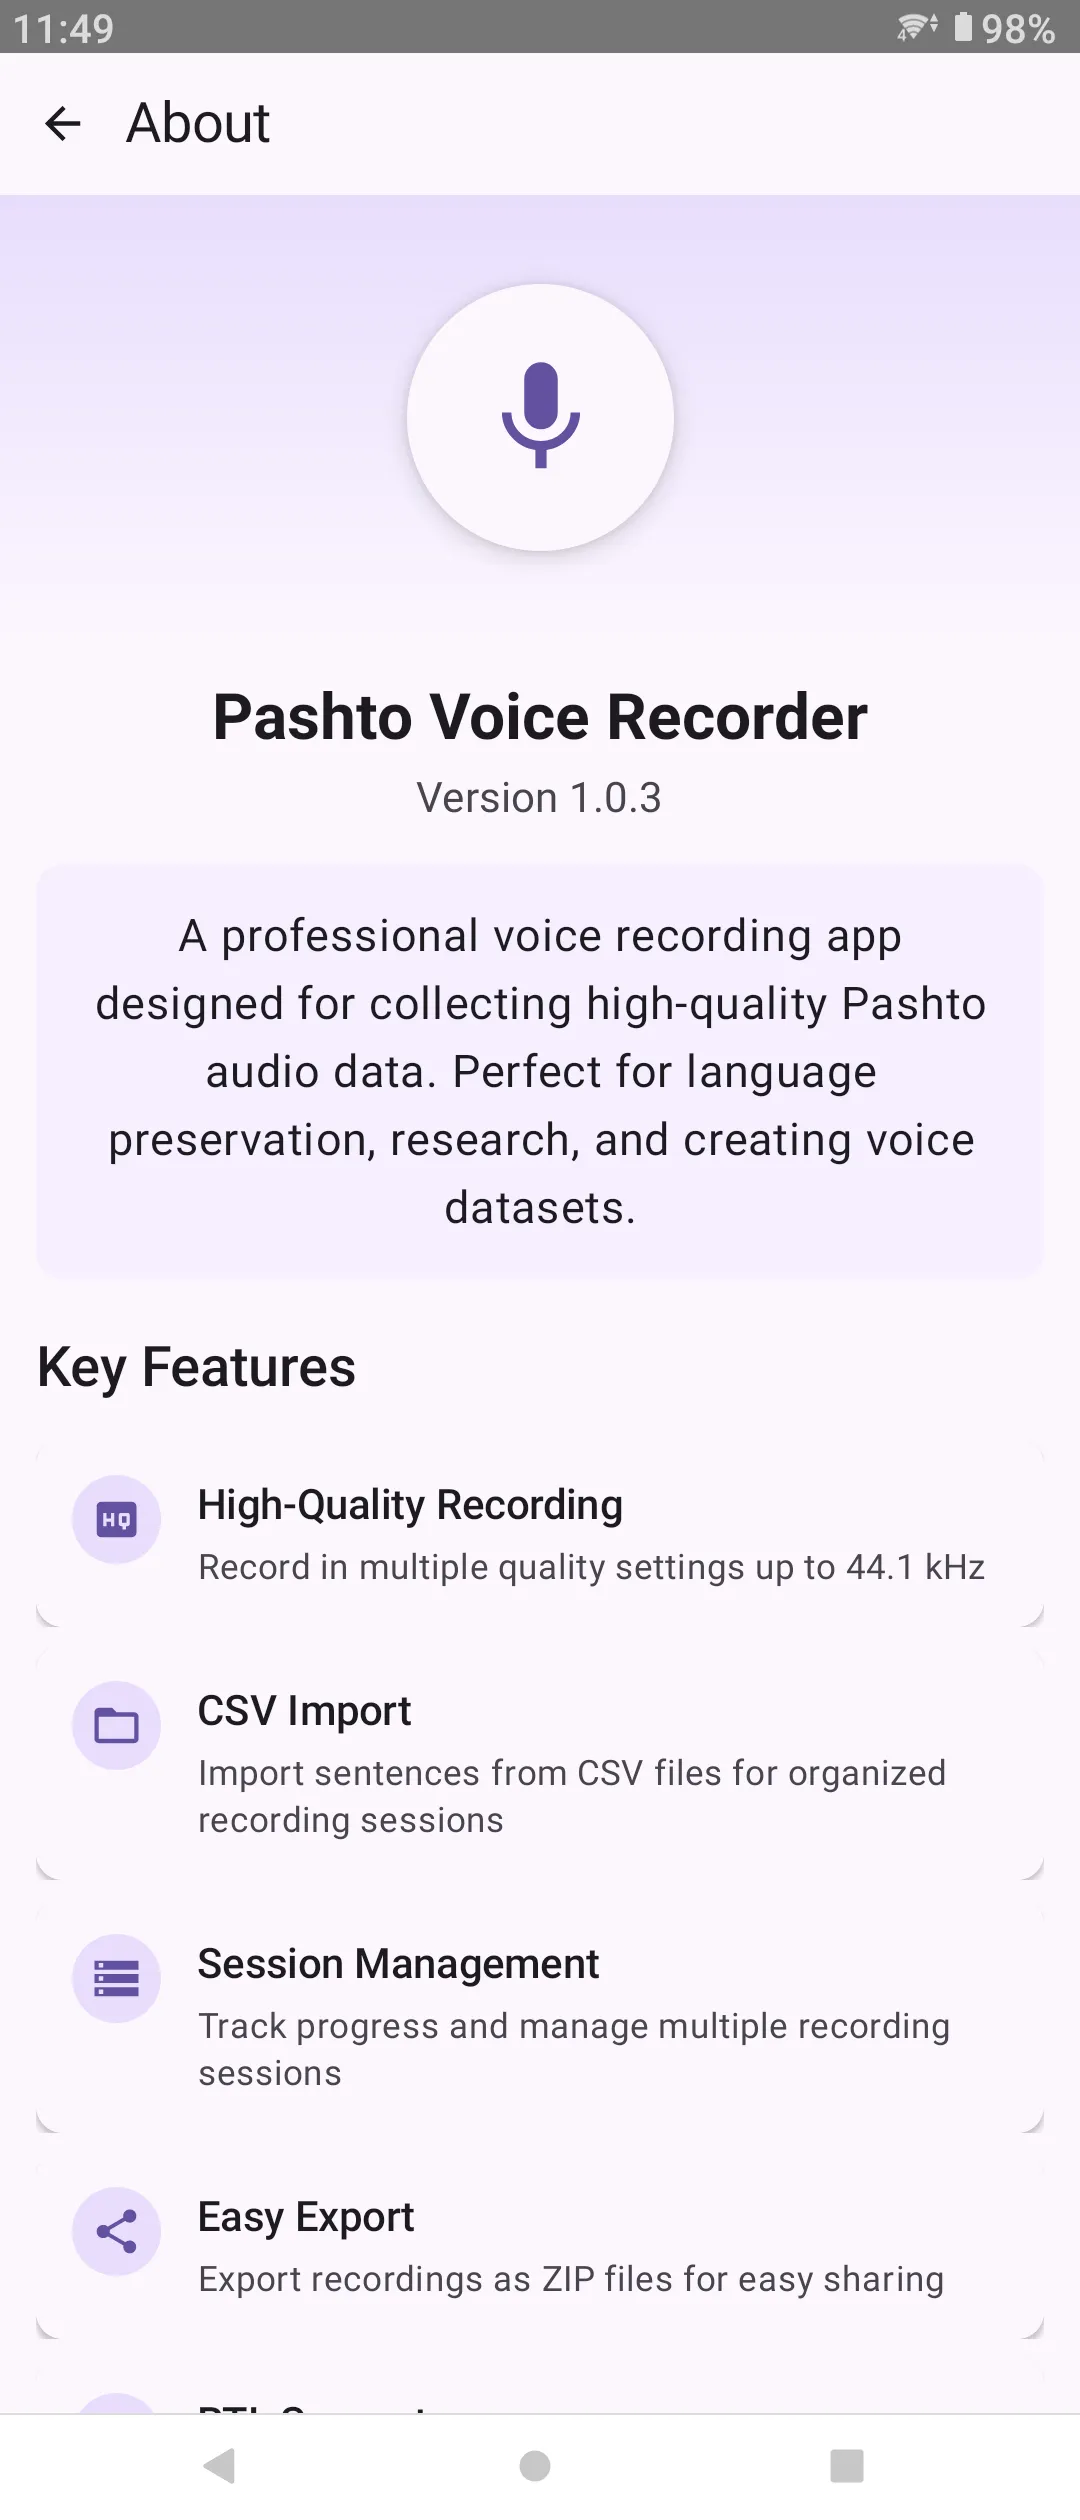 11:49
4
98%
About
Pashto Voice Recorder
Version 1.0.3
A professional voice recording app
designed for collecting high-quality Pashto
audio data. Perfect for language
preservation, research, and creating voice
datasets.
Key Features
HQ
High-Quality Recording
Record in multiple quality settings up to 44.1 kHz
CSV Import
Import sentences from CSV files for organized
recording sessions
Session Management
Track progress and manage multiple recording
sessions
Easy Export
Export recordings as ZIP files for easy sharing